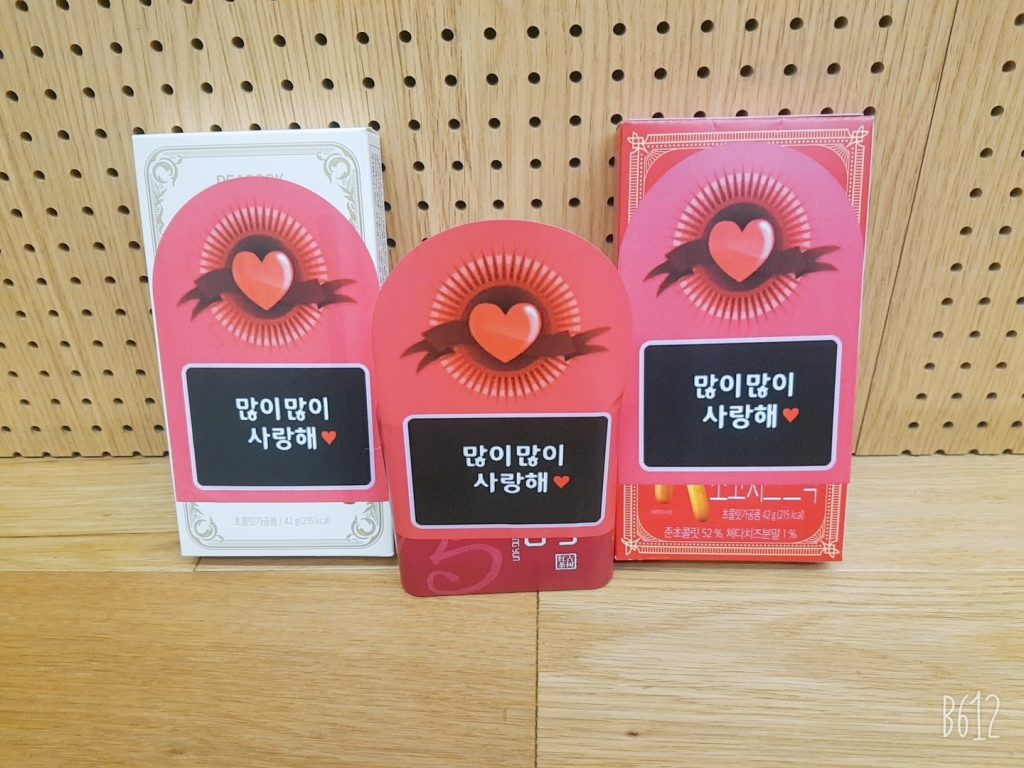 PEACOCK
많이많이
사랑해♥
초콜릿가공품 / 42 g (215 kcal)
많이많이
사랑해♥
많이많이
사랑해♥
초콜릿가공품 42 g (215 kcal)
준초콜릿 52 %, 체다치즈분말 1 %
B612